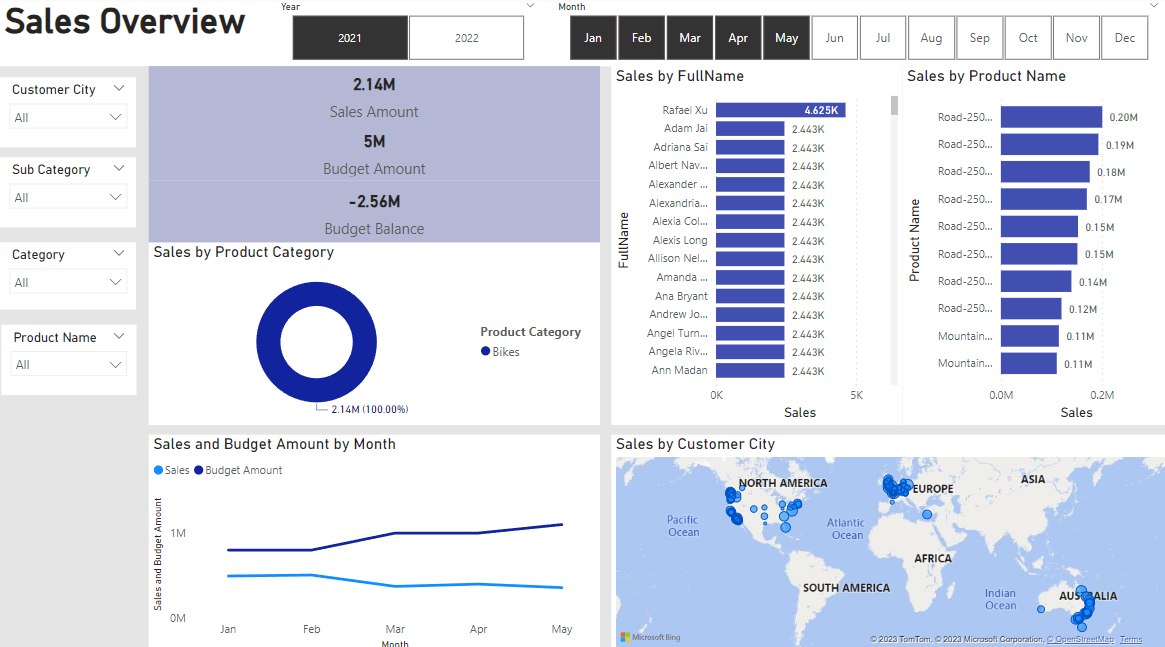 Sales Overview
Year
2021
2022
Month
Jan
Feb
Mar
Apr
May
Jun
Jul
Aug
Sep
Oct
Nov
Dec
Customer City
All
Sub Category
All
Category
All
Product Name
All
2.14M
Sales Amount
5M
Budget Amount
-2.56M
Budget Balance
Sales by Product Category
2.14M (100.00%)
Product Category
Bikes
Sales by FullName
FullName
Rafael Xu 4.625K
Adam Jai 2.443K
Adriana Sai 2.443K
Albert Nav... 2.443K
Alexander ... 2.443K
Alexandria... 2.443K
Alexia Col... 2.443K
Alexis Long 2.443K
Allison Nel... 2.443K
Amanda ... 2.443K
Ana Bryant 2.443K
Andrew Jo... 2.443K
Angel Turn... 2.443K
Angela Riv... 2.443K
Ann Madan 2.443K
0K 5K
Sales
Sales by Product Name
Product Name
Road-250... 0.20M
Road-250... 0.19M
Road-250... 0.18M
Road-250... 0.17M
Road-250... 0.15M
Road-250... 0.15M
Road-250... 0.14M
Road-250... 0.12M
Mountain... 0.11M
Mountain... 0.11M
0.0M 0.2M
Sales
Sales and Budget Amount by Month
Sales Budget Amount
Sales and Budget Amount
1M
0M
Jan Feb Mar Apr May
Month
Sales by Customer City
NORTH AMERICA
EUROPE
ASIA
Pacific
Ocean
Atlantic
Ocean
AFRICA
SOUTH AMERICA
Indian
Ocean
AUSTRALIA
Microsoft Bing
© 2023 TomTom, © 2023 Microsoft Corporation, © OpenStreetMap Terms